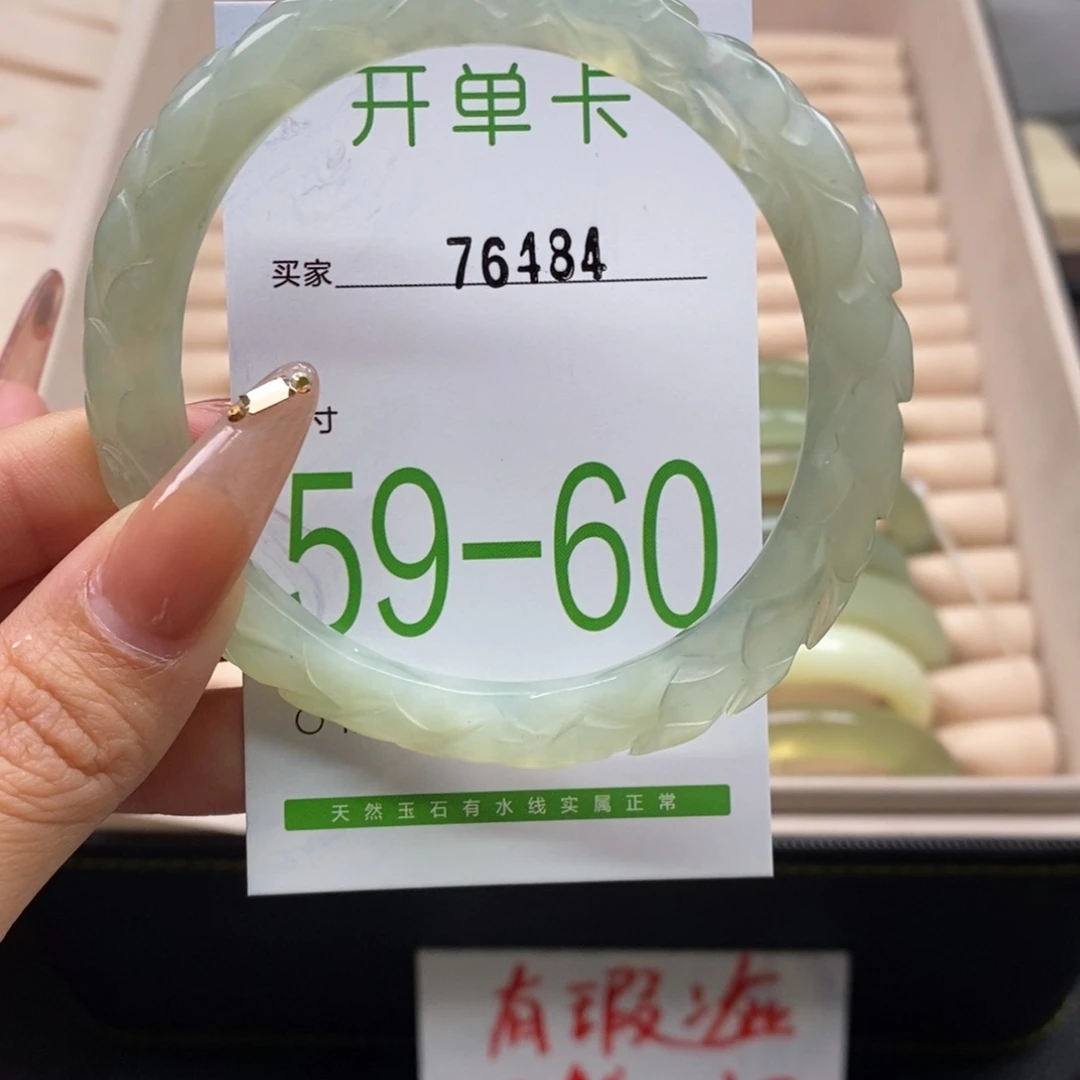 开单卡
买家 76484
寸
59-60
天然玉石有水线实属正常
有瑕疵